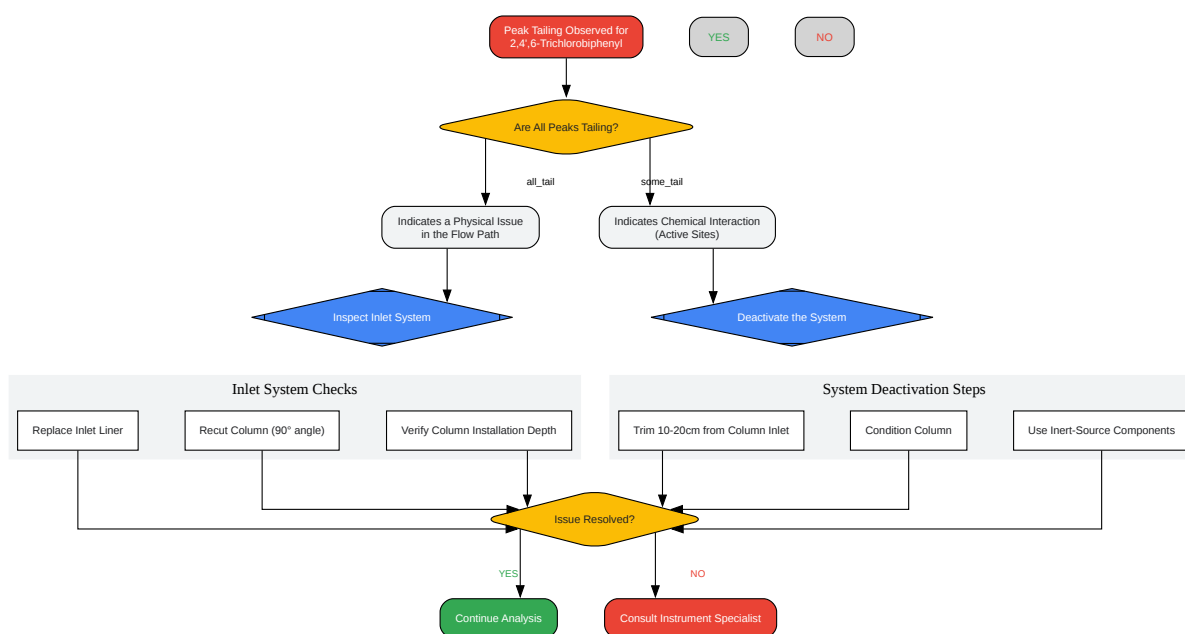 Peak Tailing Observed for
2,4',6-Trichlorobiphenyl
YES
NO
Are All Peaks Tailing?
all_tail
some_tail
Indicates a Physical Issue
in the Flow Path
Indicates Chemical Interaction
(Active Sites)
Inspect Inlet System
Deactivate the System
Inlet System Checks
System Deactivation Steps
Replace Inlet Liner
Recut Column (90° angle)
Verify Column Installation Depth
Trim 10-20cm from Column Inlet
Condition Column
Use Inert-Source Components
Issue Resolved?
YES
NO
Continue Analysis
Consult Instrument Specialist